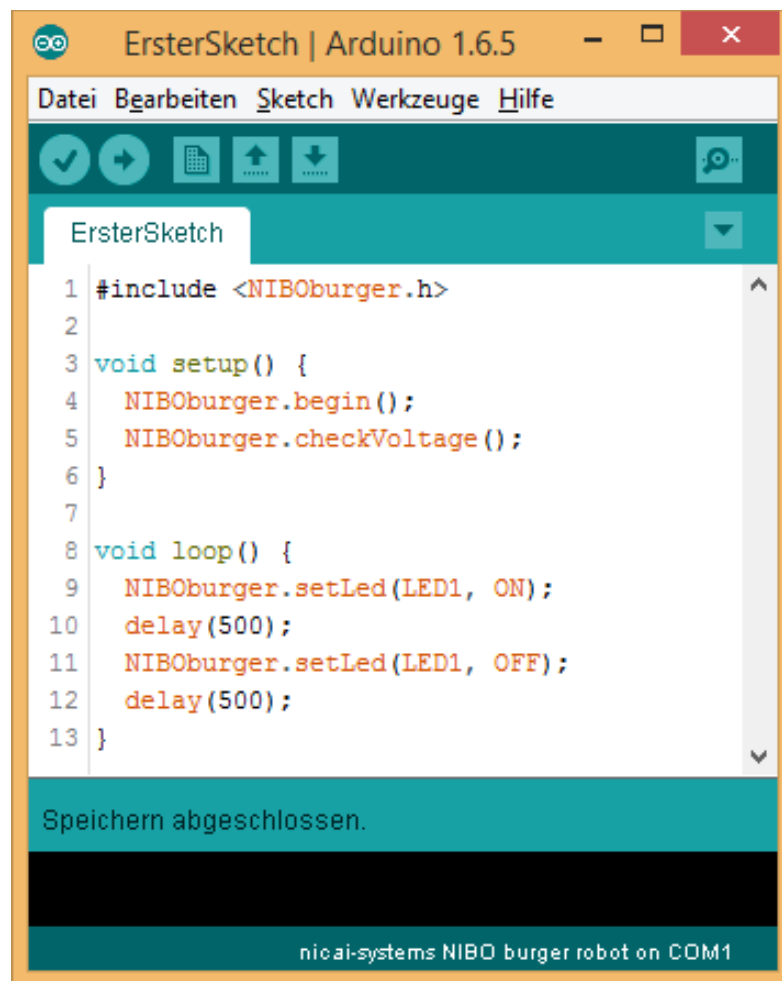 ErsterSketch | Arduino 1.6.5
Datei Bearbeiten Sketch Werkzeuge Hilfe
ErsterSketch
1 #include <NIBOburger.h>
2
3 void setup() {
4   NIBOburger.begin();
5   NIBOburger.checkVoltage();
6 }
7
8 void loop() {
9   NIBOburger.setLed(LED1, ON);
10   delay(500);
11   NIBOburger.setLed(LED1, OFF);
12   delay(500);
13 }
Speichern abgeschlossen.
nicai-systems NIBO burger robot on COM1